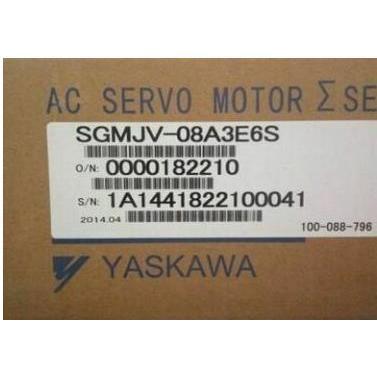 AC SERVO MOTOR Σ SE
SGMJV-08A3E6S
O/N: 0000182210
S/N: 1A1441822100041
2014.04
100-088-796
YASKAWA